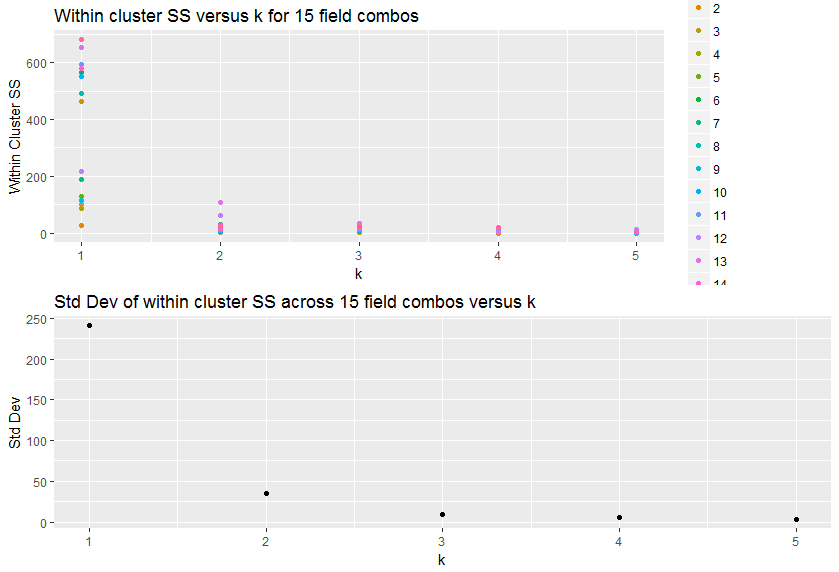 Within cluster SS versus k for 15 field combos
Within Cluster SS
600
400
200
0
1 2 3 4 5
k
2
3
4
5
6
7
8
9
10
11
12
13
14
Std Dev of within cluster SS across 15 field combos versus k
Std Dev
250
200
150
100
50
0
1 2 3 4 5
k